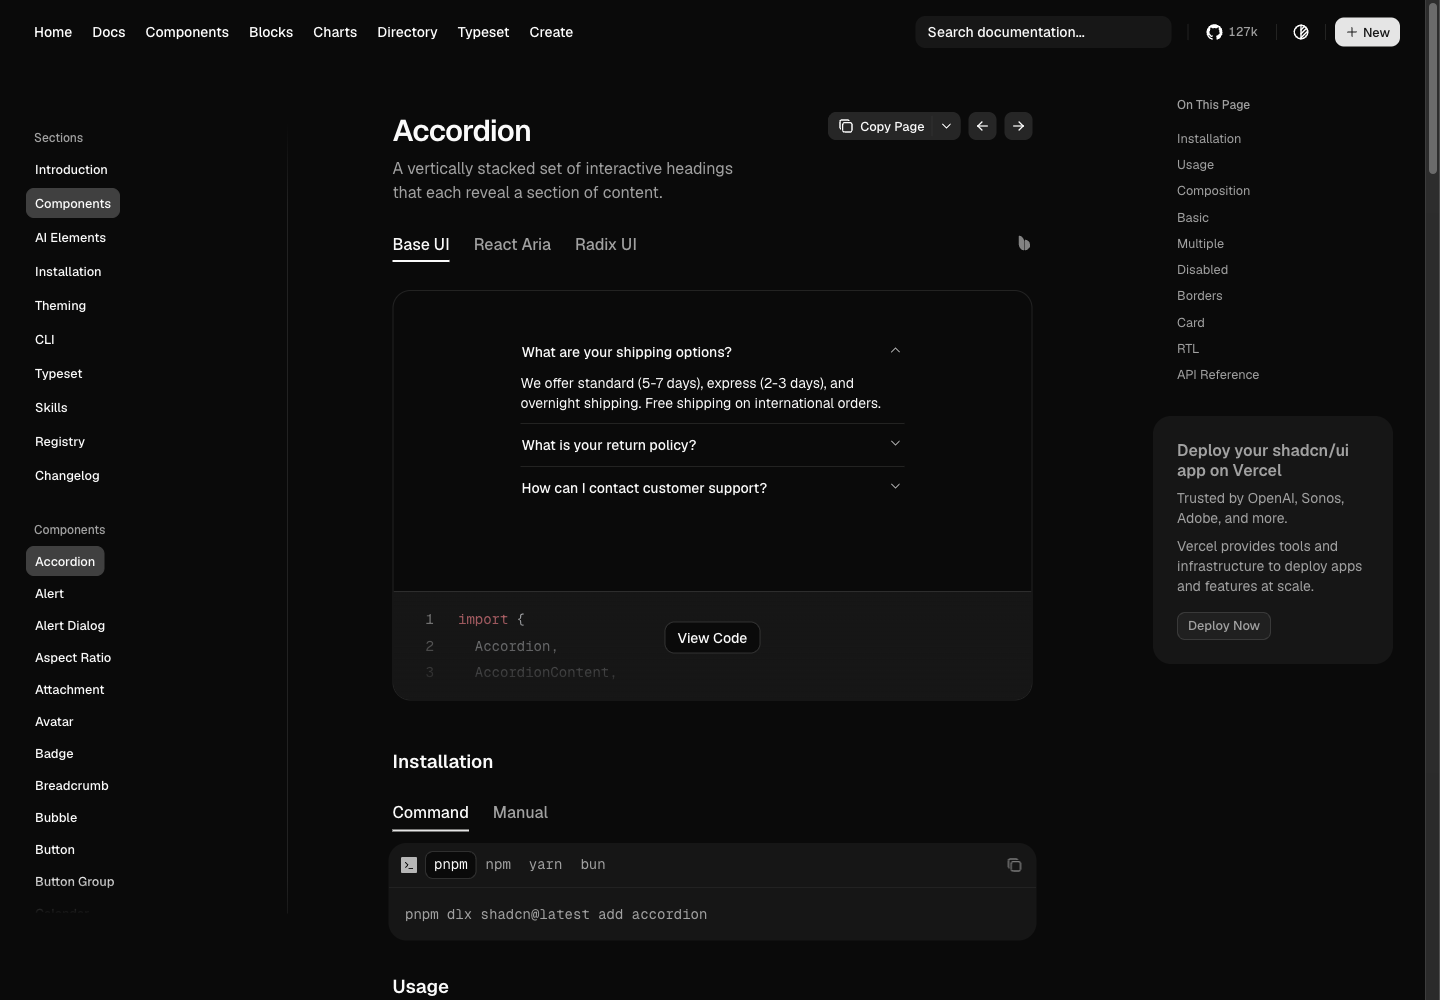 Home
Docs
Components
Blocks
Charts
Directory
Typeset
Create
Search documentation...
127k
New
Sections
Introduction
Components
AI Elements
Installation
Theming
CLI
Typeset
Skills
Registry
Changelog
Components
Accordion
Alert
Alert Dialog
Aspect Ratio
Attachment
Avatar
Badge
Breadcrumb
Bubble
Button
Button Group
Calendar
Accordion
Copy Page
A vertically stacked set of interactive headings
that each reveal a section of content.
Base UI
React Aria
Radix UI
What are your shipping options?
We offer standard (5-7 days), express (2-3 days), and
overnight shipping. Free shipping on international orders.
What is your return policy?
How can I contact customer support?
1 import {
2 Accordion,
3 AccordionContent,
View Code
Installation
Command
Manual
pnpm
npm
yarn
bun
pnpm dlx shadcn@latest add accordion
Usage
On This Page
Installation
Usage
Composition
Basic
Multiple
Disabled
Borders
Card
RTL
API Reference
Deploy your shadcn/ui
app on Vercel
Trusted by OpenAI, Sonos,
Adobe, and more.
Vercel provides tools and
infrastructure to deploy apps
and features at scale.
Deploy Now